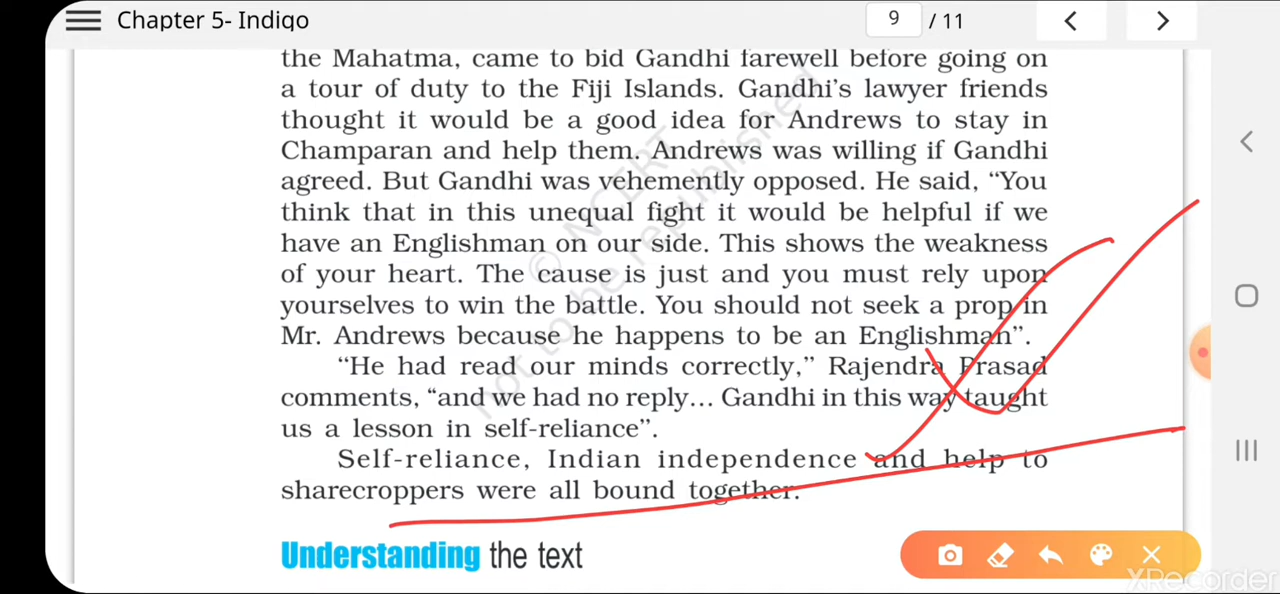 Chapter 5- Indigo
9 / 11
the Mahatma, came to bid Gandhi farewell before going on
a tour of duty to the Fiji Islands. Gandhi's lawyer friends
thought it would be a good idea for Andrews to stay in
Champaran and help them. Andrews was willing if Gandhi
agreed. But Gandhi was vehemently opposed. He said, “You
think that in this unequal fight it would be helpful if we
have an Englishman on our side. This shows the weakness
of your heart. The cause is just and you must rely upon
yourselves to win the battle. You should not seek a prop in
Mr. Andrews because he happens to be an Englishman”.
“He had read our minds correctly,” Rajendra Prasad
comments, “and we had no reply... Gandhi in this way taught
us a lesson in self-reliance”.
Self-reliance, Indian independence and help to
sharecroppers were all bound together.
Understanding the text
© NCERT
not to be republished
XRecorder